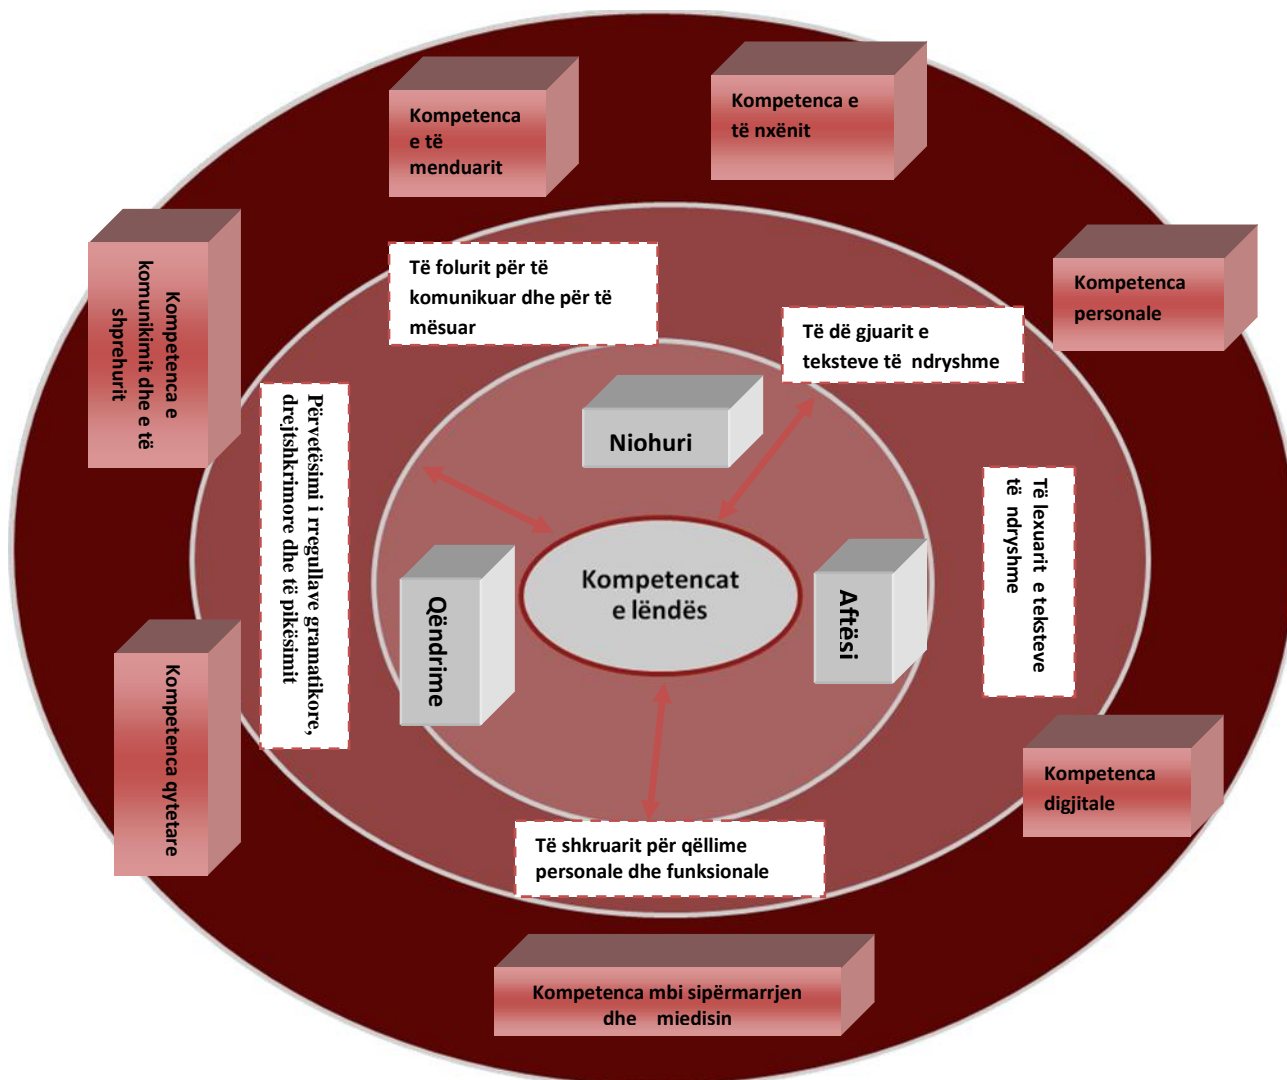 Kompetenca
e të
menduarit
Kompetenca e
të nxënit
Kompetenca e
komunikimit dhe e të
shprehurit
Të folurit për të
komunikuar dhe për të
mësuar
Kompetenca
personale
Të dë gjuarit e
teksteve të ndryshme
Përvetësimi i rregullave gramatikore,
drejtshkrimore dhe të pikësimit
Niohuri
Të lexuarit e teksteve
të ndryshme
Kompetencat
e lëndës
Qëndrime
Aftësi
Kompetenca qytetare
Kompetenca
digjitale
Të shkruarit për qëllime
personale dhe funksionale
Kompetenca mbi sipërmarrjen
dhe miedisin